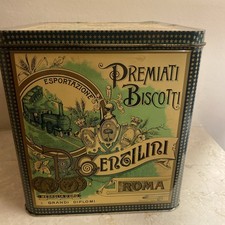 PREMIATI
BISCOTTI
ESPORTAZIONE
GENTILINI
ROMA
GRANDI DIPLOMI